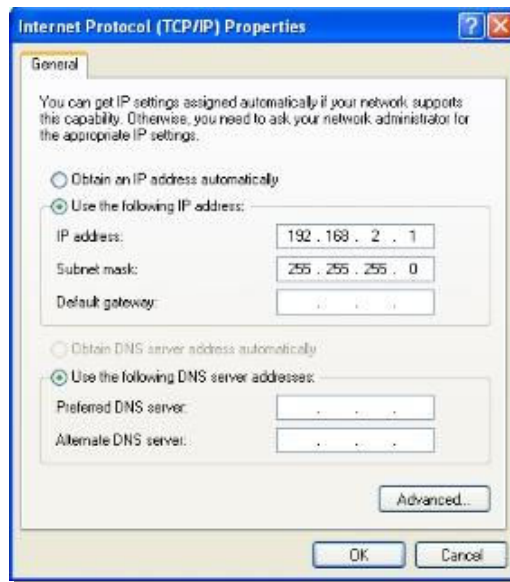 Internet Protocol (TCP/IP) Properties
General
You can get IP settings assigned automatically if your network supports
this capability. Otherwise, you need to ask your network administrator for
the appropriate IP settings.
Obtain an IP address automatically
Use the following IP address:
IP address: 192 . 168 . 2 . 1
Subnet mask: 255 . 255 . 255 . 0
Default gateway: . . .
Obtain DNS server address automatically
Use the following DNS server addresses:
Preferred DNS server: . . .
Alternate DNS server: . . .
Advanced...
OK Cancel